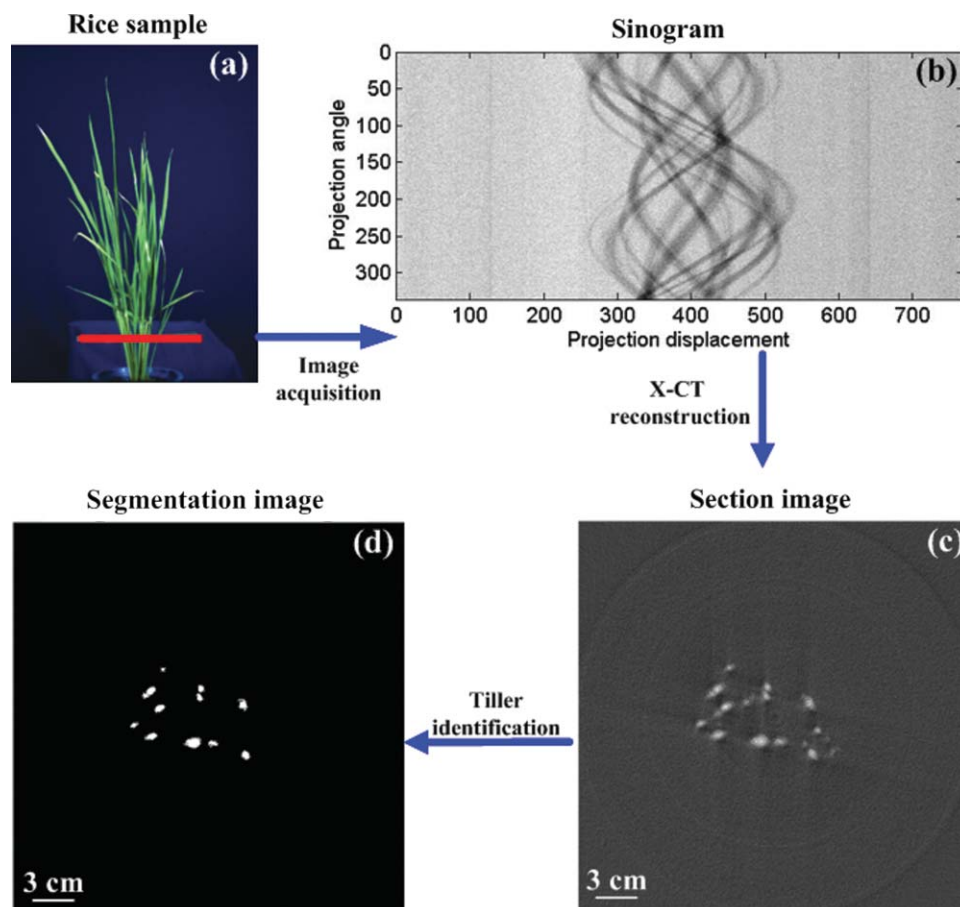 Rice sample
(a)
Image
acquisition
Sinogram
(b)
Projection angle
0
50
100
150
200
250
300
0 100 200 300 400 500 600 700
Projection displacement
X-CT
reconstruction
Section image
(c)
Tiller
identification
3 cm
Segmentation image
(d)
3 cm